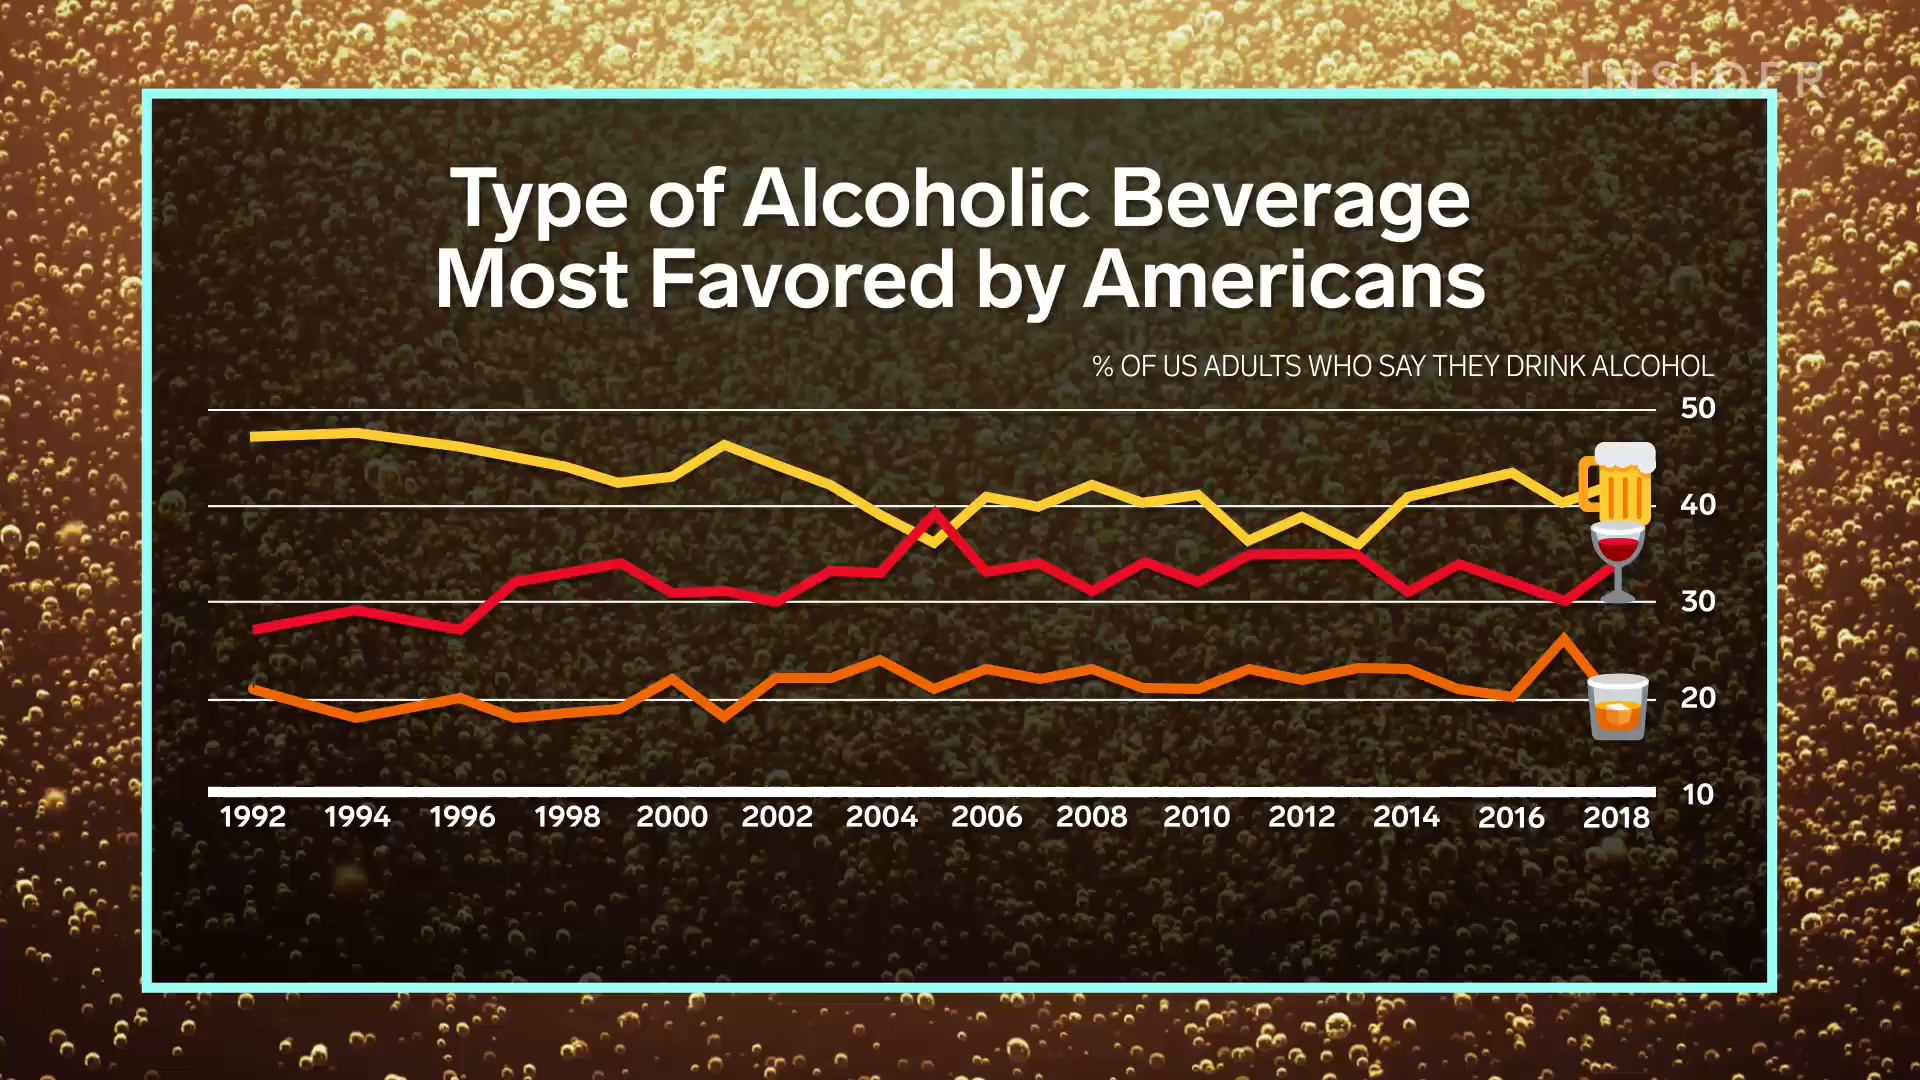 INSIDER
Type of Alcoholic Beverage
Most Favored by Americans
% OF US ADULTS WHO SAY THEY DRINK ALCOHOL
50
40
30
20
10
1992 1994 1996 1998 2000 2002 2004 2006 2008 2010 2012 2014 2016 2018